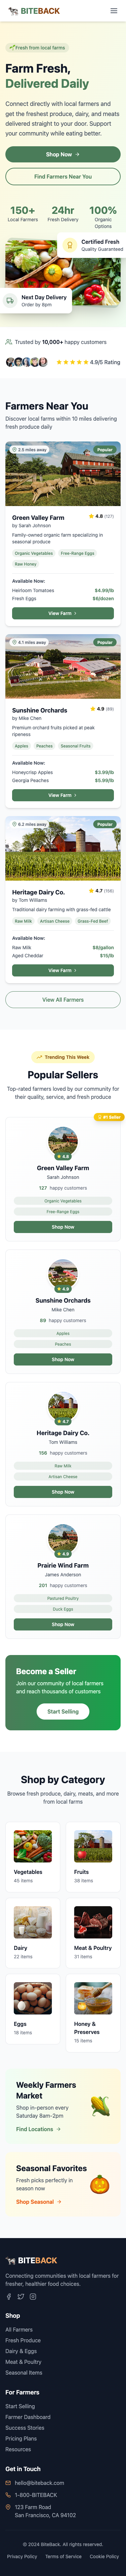 BITEBACK
Fresh from local farms
Farm Fresh,
Delivered Daily
Connect directly with local farmers and
get the freshest produce, dairy, and meats
delivered straight to your door. Support
your community while eating better.
Shop Now
Find Farmers Near You
150+
Local Farmers
24hr
Fresh Delivery
100%
Organic
Options
Certified Fresh
Quality Guaranteed
Next Day Delivery
Order by 8pm
Trusted by 10,000+ happy customers
4.9/5 Rating
Farmers Near You
Discover local farms within 10 miles delivering
fresh produce daily
2.5 miles away
Popular
Green Valley Farm
4.8 (127)
by Sarah Johnson
Family-owned organic farm specializing in
seasonal produce
Organic Vegetables
Free-Range Eggs
Raw Honey
Available Now:
Heirloom Tomatoes
$4.99/lb
Fresh Eggs
$6/dozen
View Farm
4.1 miles away
Popular
Sunshine Orchards
4.9 (89)
by Mike Chen
Premium orchard fruits picked at peak
ripeness
Apples
Peaches
Seasonal Fruits
Available Now:
Honeycrisp Apples
$3.99/lb
Georgia Peaches
$5.99/lb
View Farm
6.2 miles away
Popular
Heritage Dairy Co.
4.7 (156)
by Tom Williams
Traditional dairy farming with grass-fed cattle
Raw Milk
Artisan Cheese
Grass-Fed Beef
Available Now:
Raw Milk
$8/gallon
Aged Cheddar
$15/lb
View Farm
View All Farmers
Trending This Week
Popular Sellers
Top-rated farmers loved by our community for
their quality, service, and fresh produce
#1 Seller
4.8
Green Valley Farm
Sarah Johnson
127 happy customers
Organic Vegetables
Free-Range Eggs
Shop Now
4.9
Sunshine Orchards
Mike Chen
89 happy customers
Apples
Peaches
Shop Now
4.7
Heritage Dairy Co.
Tom Williams
156 happy customers
Raw Milk
Artisan Cheese
Shop Now
4.9
Prairie Wind Farm
James Anderson
201 happy customers
Pastured Poultry
Duck Eggs
Shop Now
Become a Seller
Join our community of local farmers
and reach thousands of customers
Start Selling
Shop by Category
Browse fresh produce, dairy, meats, and more
from local farms
Vegetables
45 items
Fruits
38 items
Dairy
22 items
Meat & Poultry
31 items
Eggs
18 items
Honey &
Preserves
15 items
Weekly Farmers
Market
Shop in-person every
Saturday 8am-2pm
Find Locations
Seasonal Favorites
Fresh picks perfectly in
season now
Shop Seasonal
BITEBACK
Connecting communities with local farmers for
fresher, healthier food choices.
Shop
All Farmers
Fresh Produce
Dairy & Eggs
Meat & Poultry
Seasonal Items
For Farmers
Start Selling
Farmer Dashboard
Success Stories
Pricing Plans
Resources
Get in Touch
hello@biteback.com
1-800-BITEBACK
123 Farm Road
San Francisco, CA 94102
© 2024 BiteBack. All rights reserved.
Privacy Policy
Terms of Service
Cookie Policy